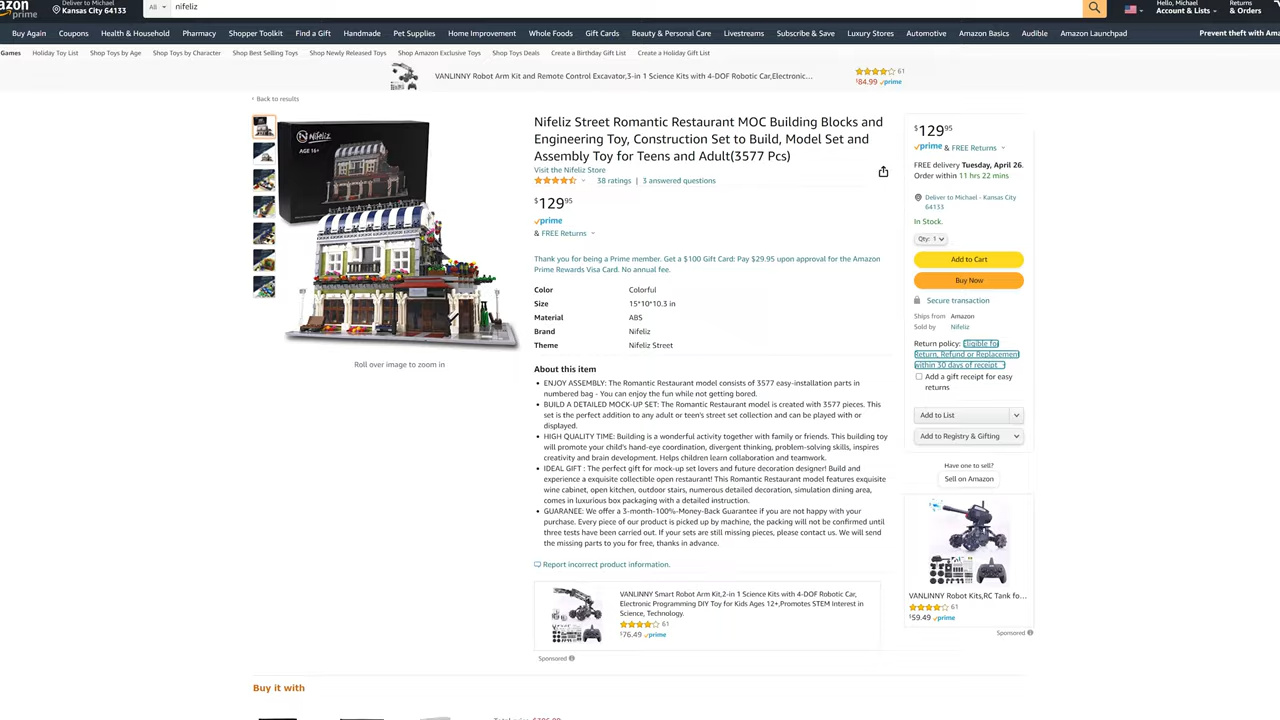 azon
prime
Deliver to Michael
Kansas City 64133
All
nifeliz
Hello, Michael
Account & Lists
Returns
& Orders
Buy Again
Coupons
Health & Household
Pharmacy
Shopper Toolkit
Find a Gift
Handmade
Pet Supplies
Home Improvement
Whole Foods
Gift Cards
Beauty & Personal Care
Livestreams
Subscribe & Save
Luxury Stores
Automotive
Amazon Basics
Audible
Amazon Launchpad
Prevent theft with Am
Games
Holiday Toy List
Shop Toys by Age
Shop Toys by Character
Shop Best Selling Toys
Shop Newly Released Toys
Shop Amazon Exclusive Toys
Shop Toys Deals
Create a Birthday Gift List
Create a Holiday Gift List
VANLINNY Robot Arm Kit and Remote Control Excavator,3-in 1 Science Kits with 4-DOF Robotic Car,Electronic...
61
$84.99 prime
‹ Back to results
Nifeliz
AGE 16+
Roll over image to zoom in
Nifeliz Street Romantic Restaurant MOC Building Blocks and
Engineering Toy, Construction Set to Build, Model Set and
Assembly Toy for Teens and Adult(3577 Pcs)
Visit the Nifeliz Store
38 ratings | 3 answered questions
$129.95
prime
& FREE Returns
Thank you for being a Prime member. Get a $100 Gift Card: Pay $29.95 upon approval for the Amazon
Prime Rewards Visa Card. No annual fee.
Color Colorful
Size 15*10*10.3 in
Material ABS
Brand Nifeliz
Theme Nifeliz Street
About this item
• ENJOY ASSEMBLY: The Romantic Restaurant model consists of 3577 easy-installation parts in
numbered bag - You can enjoy the fun while not getting bored.
• BUILD A DETAILED MOCK-UP SET: The Romantic Restaurant model is created with 3577 pieces. This
set is the perfect addition to any adult or teen's street set collection and can be played with or
displayed.
• HIGH QUALITY TIME: Building is a wonderful activity together with family or friends. This building toy
will promote your child's hand-eye coordination, divergent thinking, problem-solving skills, inspires
creativity and brain development. Helps children learn collaboration and teamwork.
• IDEAL GIFT : The perfect gift for mock-up set lovers and future decoration designer! Build and
experience a exquisite collectible open restaurant! This Romantic Restaurant model features exquisite
wine cabinet, open kitchen, outdoor stairs, numerous detailed decoration, simulation dining area,
comes in luxurious box packaging with a detailed instruction.
• GUARANEE: We offer a 3-month-100%-Money-Back Guarantee if you are not happy with your
purchase. Every piece of our product is picked up by machine, the packing will not be confirmed until
three tests have been carried out. If your sets are still missing pieces, please contact us. We will send
the missing parts to you for free, thanks in advance.
Report incorrect product information.
VANLINNY Smart Robot Arm Kit,2-in 1 Science Kits with 4-DOF Robotic Car,
Electronic Programming DIY Toy for Kids Ages 12+,Promotes STEM Interest in
Science, Technology.
61
$76.49 prime
Sponsored
$129.95
prime & FREE Returns
FREE delivery Tuesday, April 26.
Order within 11 hrs 22 mins
Deliver to Michael - Kansas City
64133
In Stock.
Qty: 1
Add to Cart
Buy Now
Secure transaction
Ships from Amazon
Sold by Nifeliz
Return policy: Eligible for
Return, Refund or Replacement
within 30 days of receipt
Add a gift receipt for easy
returns
Add to List
Add to Registry & Gifting
Have one to sell?
Sell on Amazon
VANLINNY Robot Kits,RC Tank fo...
61
$59.49 prime
Sponsored
Buy it with